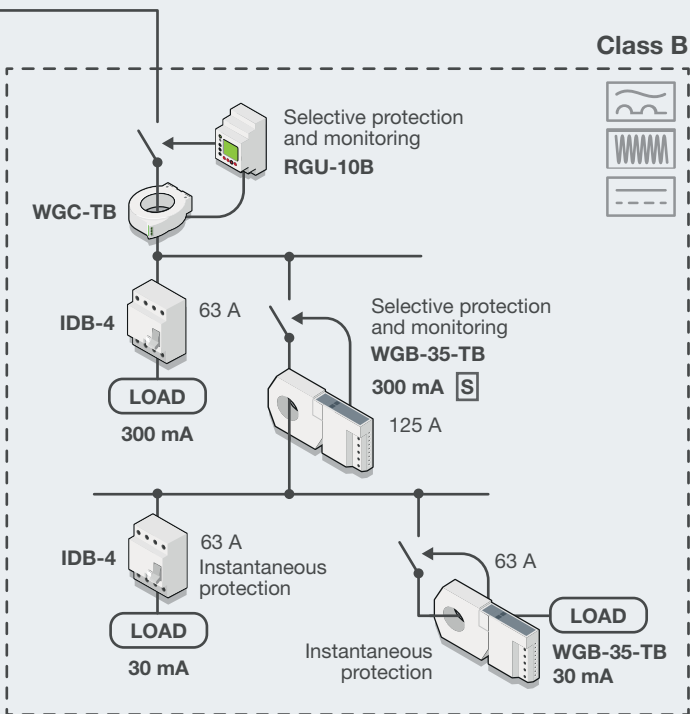 Class B
Selective protection
and monitoring
RGU-10B
WGC-TB
IDB-4
63 A
LOAD
300 mA
Selective protection
and monitoring
WGB-35-TB
300 mA S
125 A
IDB-4
63 A
Instantaneous
protection
LOAD
30 mA
63 A
Instantaneous
protection
LOAD
WGB-35-TB
30 mA